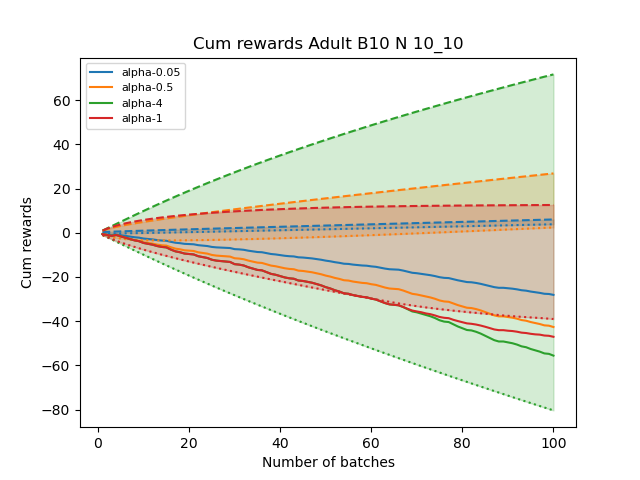 Cum rewards Adult B10 N 10_10
alpha-0.05
alpha-0.5
alpha-4
alpha-1
60
40
20
0
−20
−40
−60
−80
Cum rewards
0 20 40 60 80 100
Number of batches